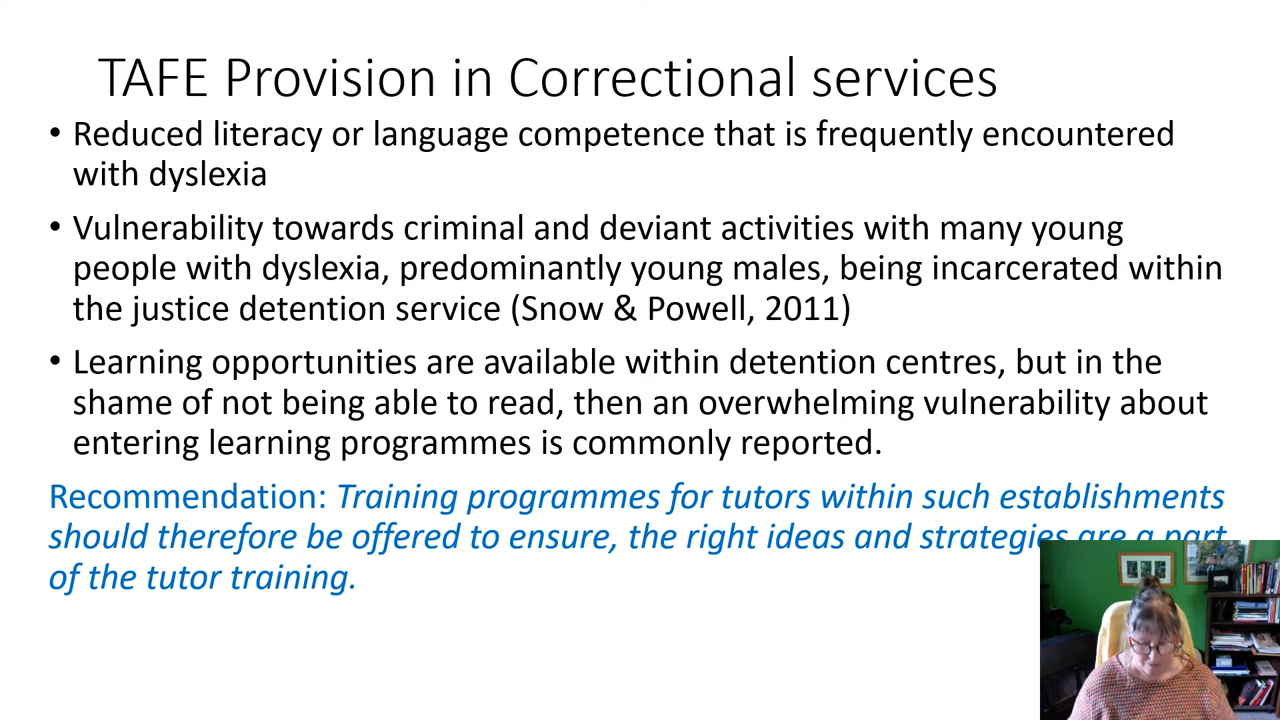 TAFE Provision in Correctional services
• Reduced literacy or language competence that is frequently encountered
with dyslexia
• Vulnerability towards criminal and deviant activities with many young
people with dyslexia, predominantly young males, being incarcerated within
the justice detention service (Snow & Powell, 2011)
• Learning opportunities are available within detention centres, but in the
shame of not being able to read, then an overwhelming vulnerability about
entering learning programmes is commonly reported.
Recommendation: Training programmes for tutors within such establishments
should therefore be offered to ensure, the right ideas and strategies are a part
of the tutor training.